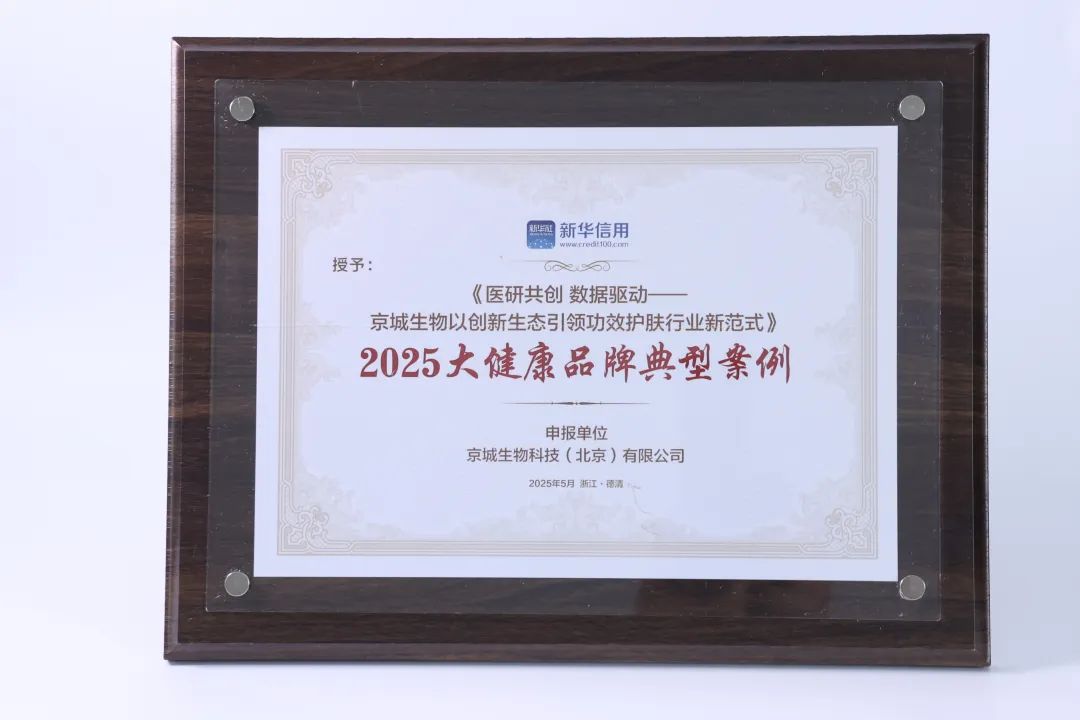 新华社
新华信用
www.credit100.com
授予：
《医研共创 数据驱动——
京城生物以创新生态引领功效护肤行业新范式》
2025大健康品牌典型案例
申报单位
京城生物科技（北京）有限公司
2025年5月 浙江·德清